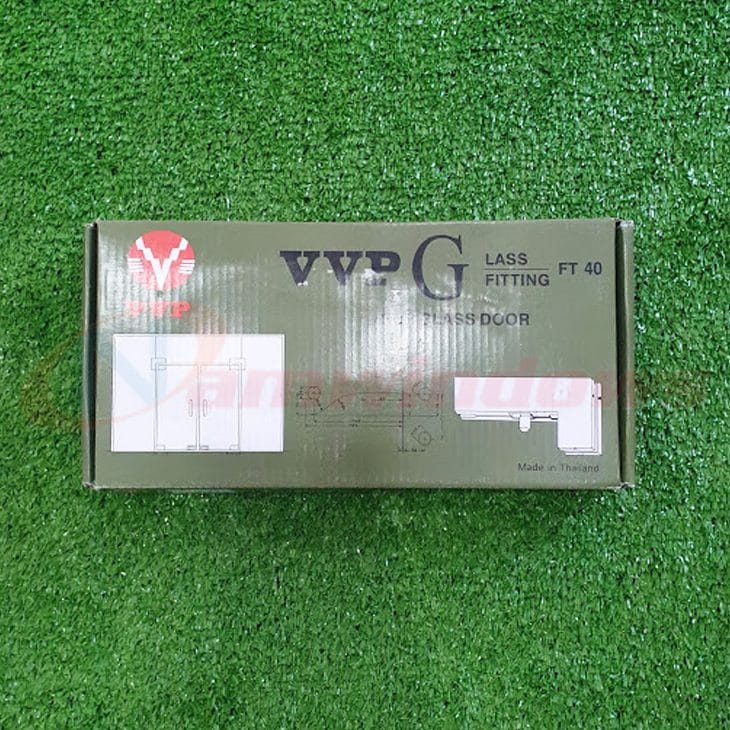 VVP
VVP G LASS FITTING FT 40
GLASS DOOR
Made in Thailand